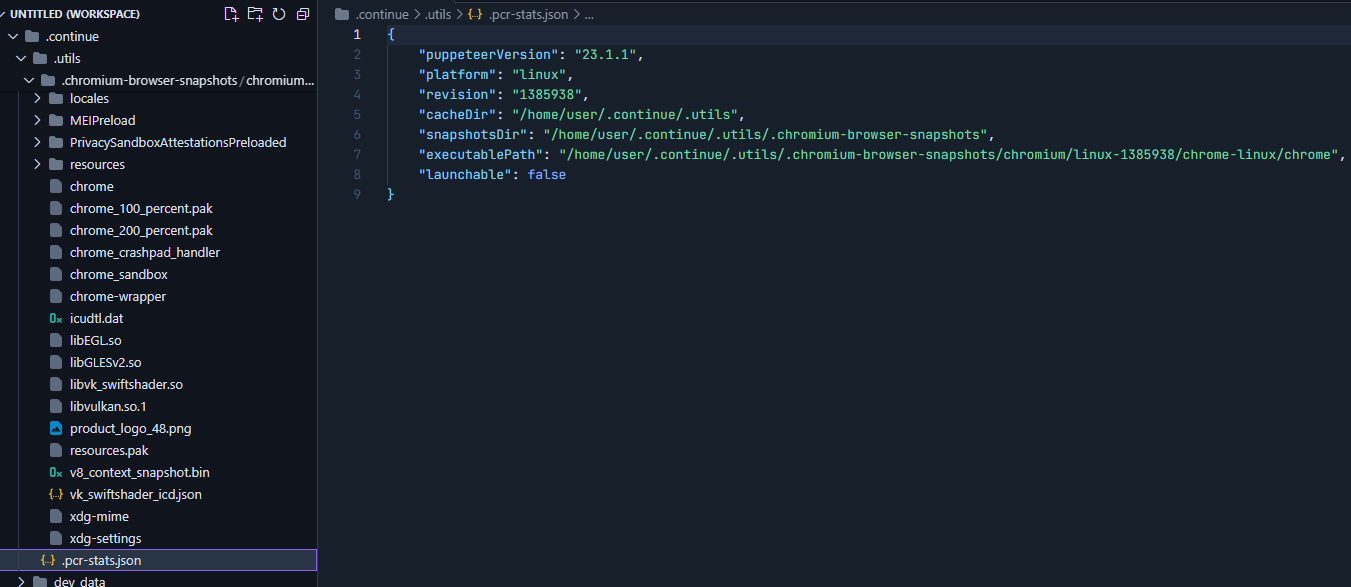 UNTITLED (WORKSPACE)
.continue
.utils
.chromium-browser-snapshots / chromium...
locales
MEIPreload
PrivacySandboxAttestationsPreloaded
resources
chrome
chrome_100_percent.pak
chrome_200_percent.pak
chrome_crashpad_handler
chrome_sandbox
chrome-wrapper
icudtl.dat
libEGL.so
libGLESv2.so
libvk_swiftshader.so
libvulkan.so.1
product_logo_48.png
resources.pak
v8_context_snapshot.bin
{..} vk_swiftshader_icd.json
xdg-mime
xdg-settings
{..} .pcr-stats.json
dev_data
.continue > .utils > {..} .pcr-stats.json > ...
1 {
2 "puppeteerVersion": "23.1.1",
3 "platform": "linux",
4 "revision": "1385938",
5 "cacheDir": "/home/user/.continue/.utils",
6 "snapshotsDir": "/home/user/.continue/.utils/.chromium-browser-snapshots",
7 "executablePath": "/home/user/.continue/.utils/.chromium-browser-snapshots/chromium/linux-1385938/chrome-linux/chrome",
8 "launchable": false
9 }